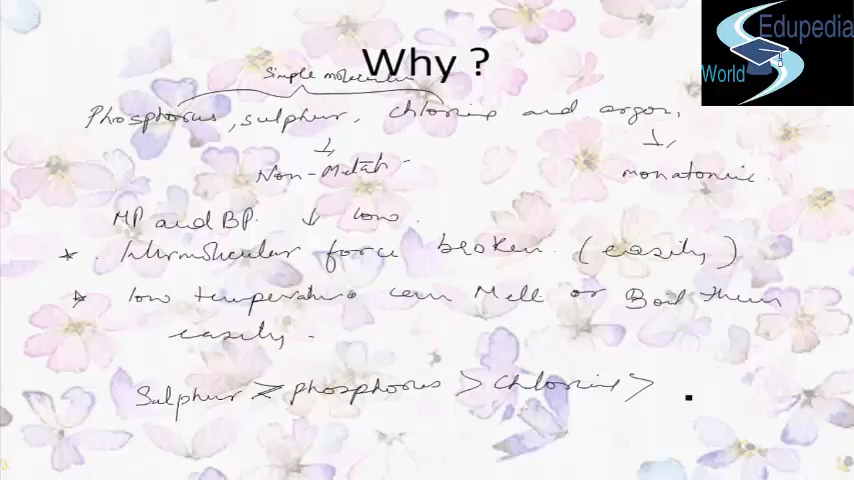 Edupedia
World
Why ?
Simple molecular
Phosphorus, sulphur, chlorine and argon,
Non-Metals
monatomic.
MP and BP. ↓ low.
* Intermolecular force broken. (easily)
* low temperature can Melt or Boil them
easily.
Sulphur > phosphorus > chlorine >